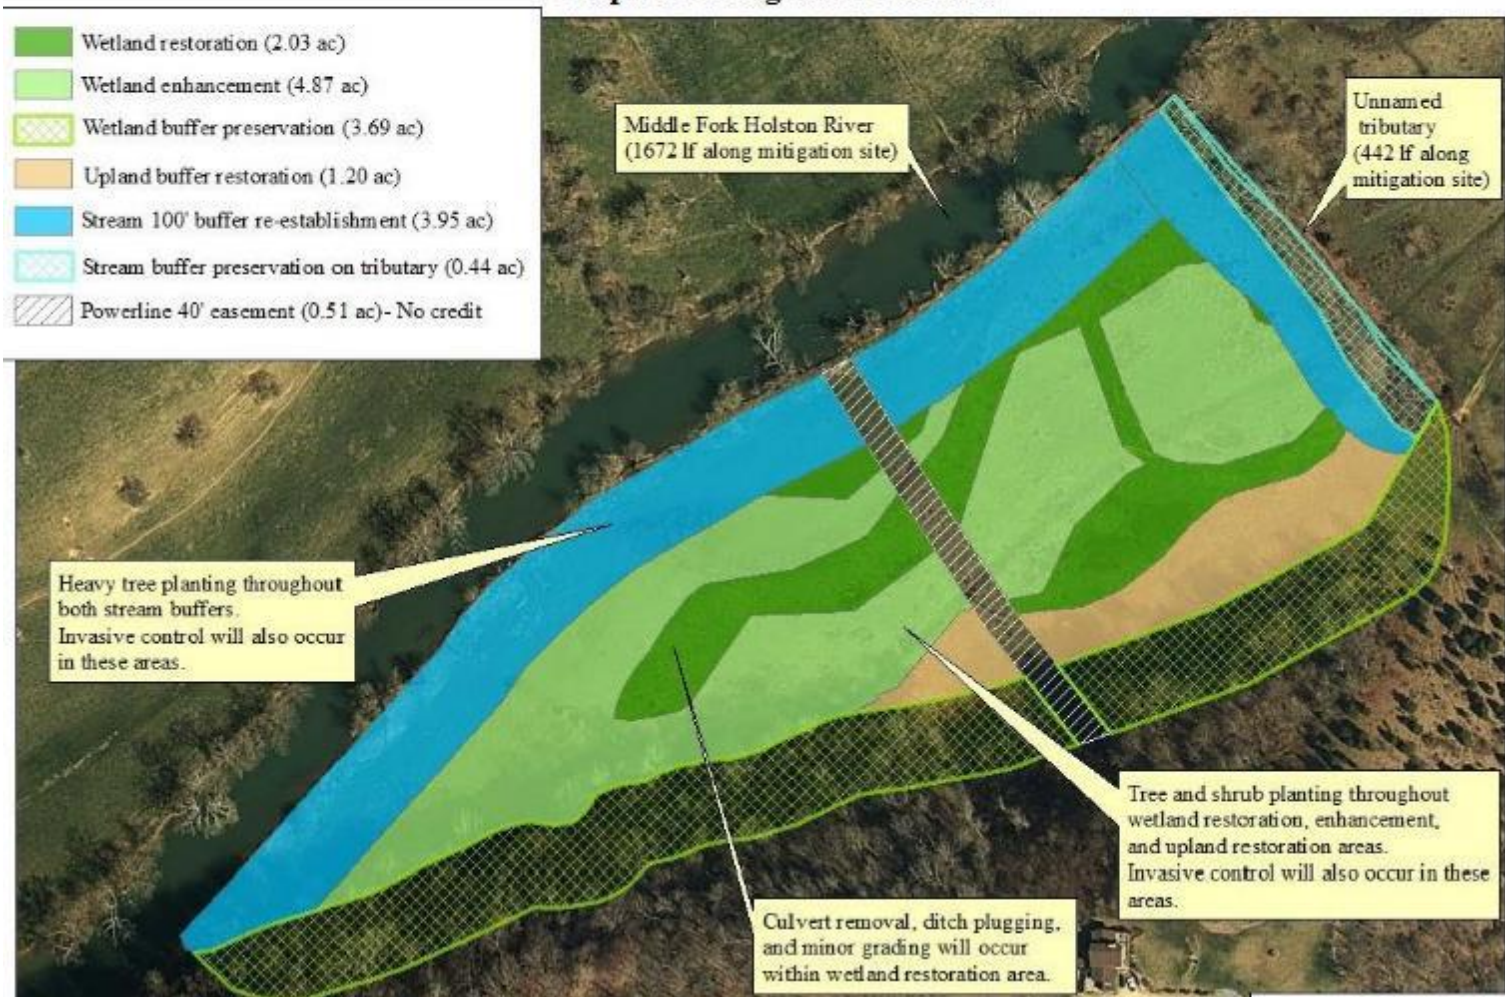 Wetland restoration (2.03 ac)
Wetland enhancement (4.87 ac)
Wetland buffer preservation (3.69 ac)
Upland buffer restoration (1.20 ac)
Stream 100' buffer re-establishment (3.95 ac)
Stream buffer preservation on tributary (0.44 ac)
Powerline 40' easement (0.51 ac)- No credit
Middle Fork Holston River
(1672 lf along mitigation site)
Unnamed
tributary
(442 lf along
mitigation site)
Heavy tree planting throughout
both stream buffers.
Invasive control will also occur
in these areas.
Tree and shrub planting throughout
wetland restoration, enhancement,
and upland restoration areas.
Invasive control will also occur in these
areas.
Culvert removal, ditch plugging,
and minor grading will occur
within wetland restoration area.